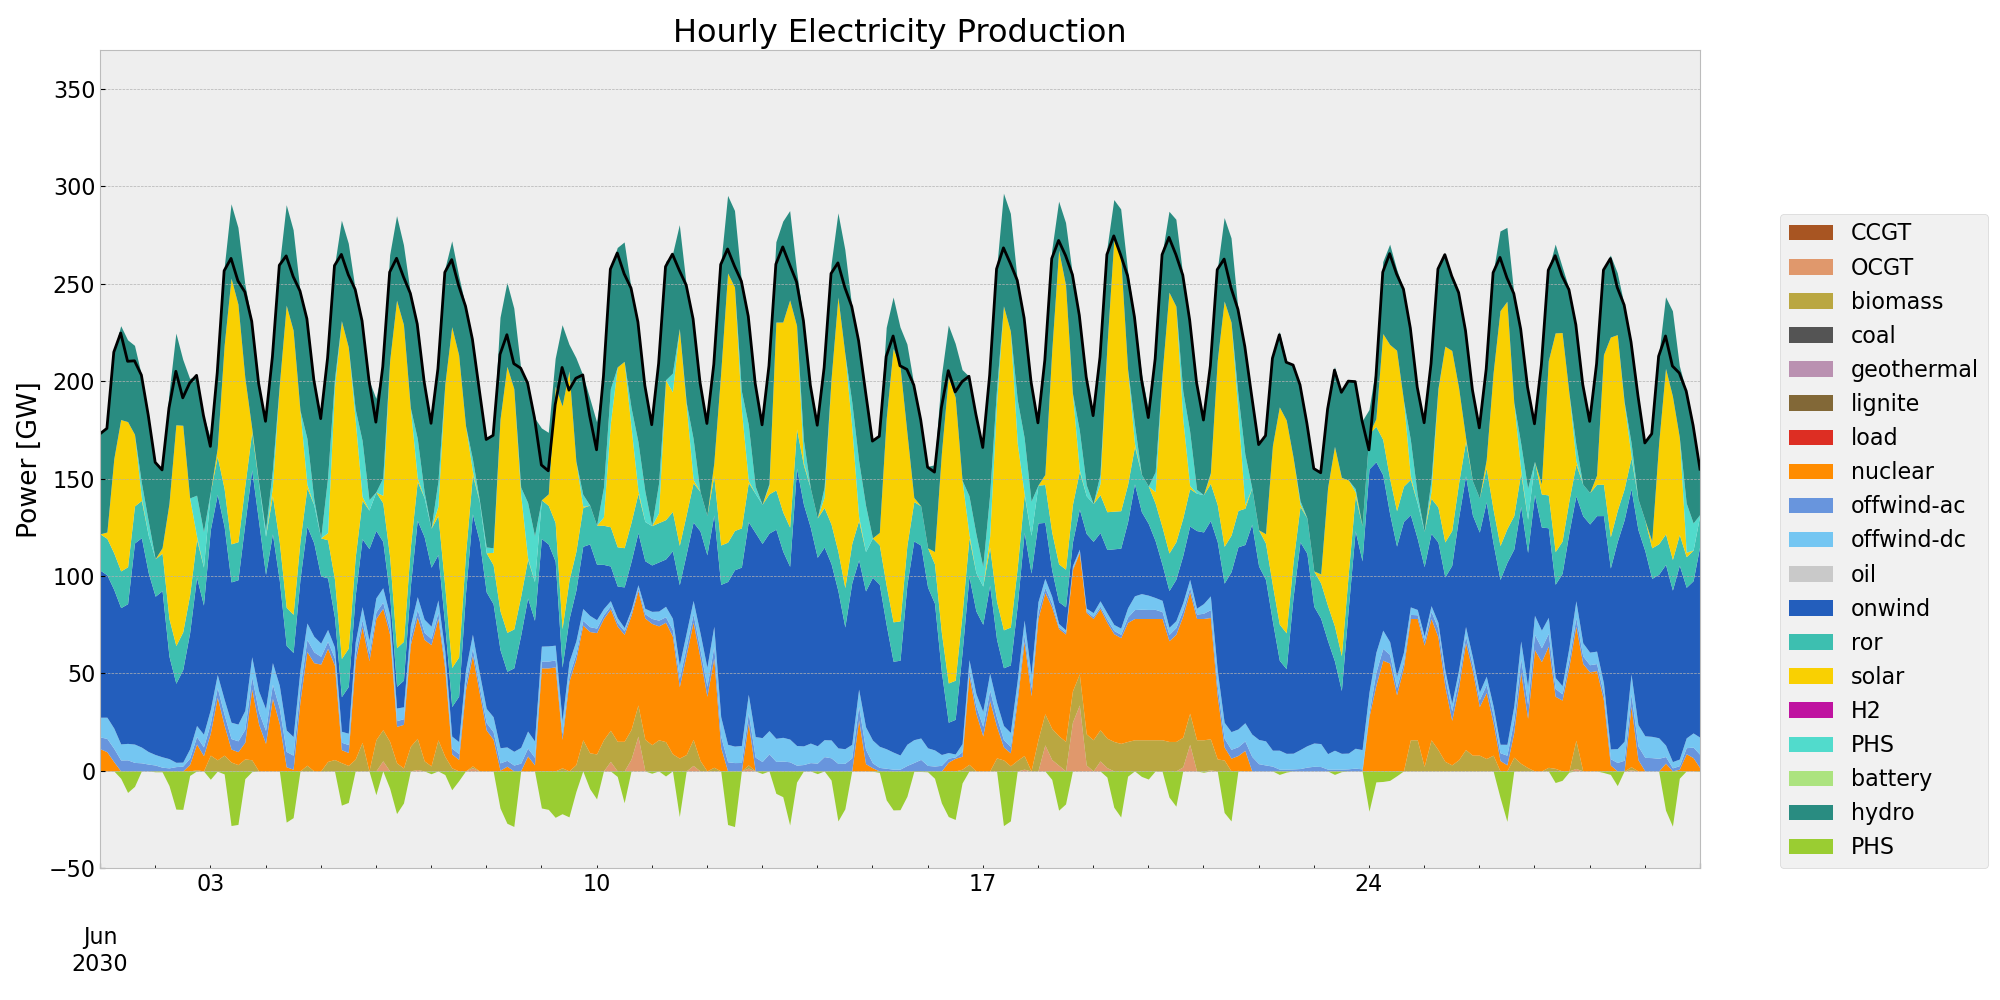 Hourly Electricity Production
Power [GW]
350
300
250
200
150
100
50
0
−50
03
10
17
24
Jun
2030
CCGT
OCGT
biomass
coal
geothermal
lignite
load
nuclear
offwind-ac
offwind-dc
oil
onwind
ror
solar
H2
PHS
battery
hydro
PHS